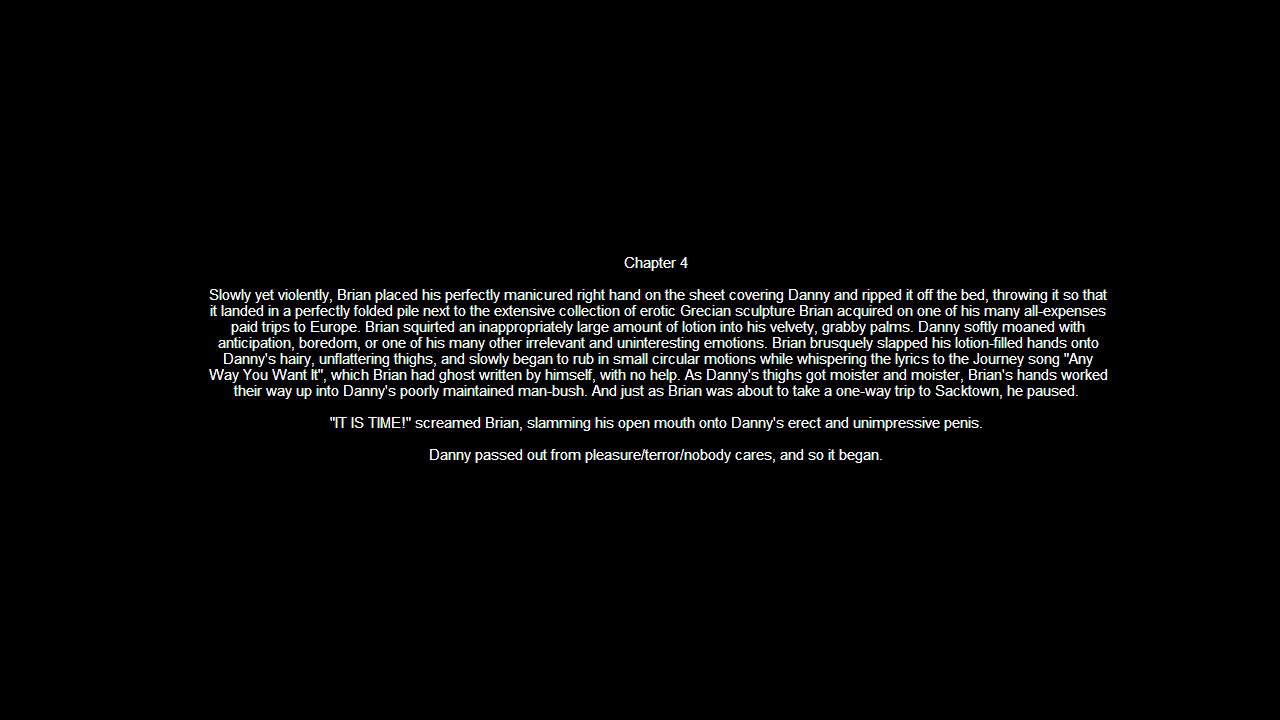 Chapter 4
Slowly yet violently, Brian placed his perfectly manicured right hand on the sheet covering Danny and ripped it off the bed, throwing it so that
it landed in a perfectly folded pile next to the extensive collection of erotic Grecian sculpture Brian acquired on one of his many all-expenses
paid trips to Europe. Brian squirted an inappropriately large amount of lotion into his velvety, grabby palms. Danny softly moaned with
anticipation, boredom, or one of his many other irrelevant and uninteresting emotions. Brian brusquely slapped his lotion-filled hands onto
Danny's hairy, unflattering thighs, and slowly began to rub in small circular motions while whispering the lyrics to the Journey song "Any
Way You Want It", which Brian had ghost written by himself, with no help. As Danny's thighs got moister and moister, Brian's hands worked
their way up into Danny's poorly maintained man-bush. And just as Brian was about to take a one-way trip to Sacktown, he paused.
"IT IS TIME!" screamed Brian, slamming his open mouth onto Danny's erect and unimpressive penis.
Danny passed out from pleasure/terror/nobody cares, and so it began.